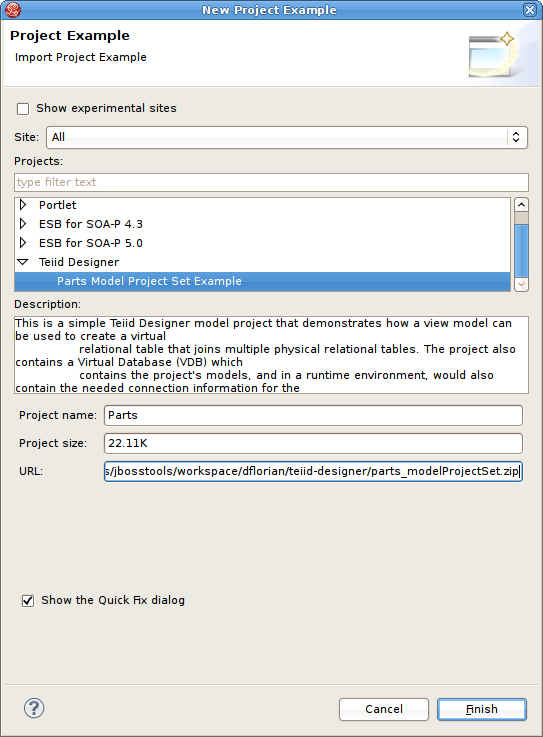 New Project Example
Project Example
Import Project Example
Show experimental sites
Site: All
Projects:
type filter text
Portlet
ESB for SOA-P 4.3
ESB for SOA-P 5.0
Teiid Designer
Parts Model Project Set Example
Description:
This is a simple Teiid Designer model project that demonstrates how a view model can
be used to create a virtual
relational table that joins multiple physical relational tables. The project also
contains a Virtual Database (VDB) which
contains the project's models, and in a runtime environment, would also
contain the needed connection information for the
Project name: Parts
Project size: 22.11K
URL: s/jbosstools/workspace/dflorian/teiid-designer/parts_modelProjectSet.zip
Show the Quick Fix dialog
? Cancel Finish